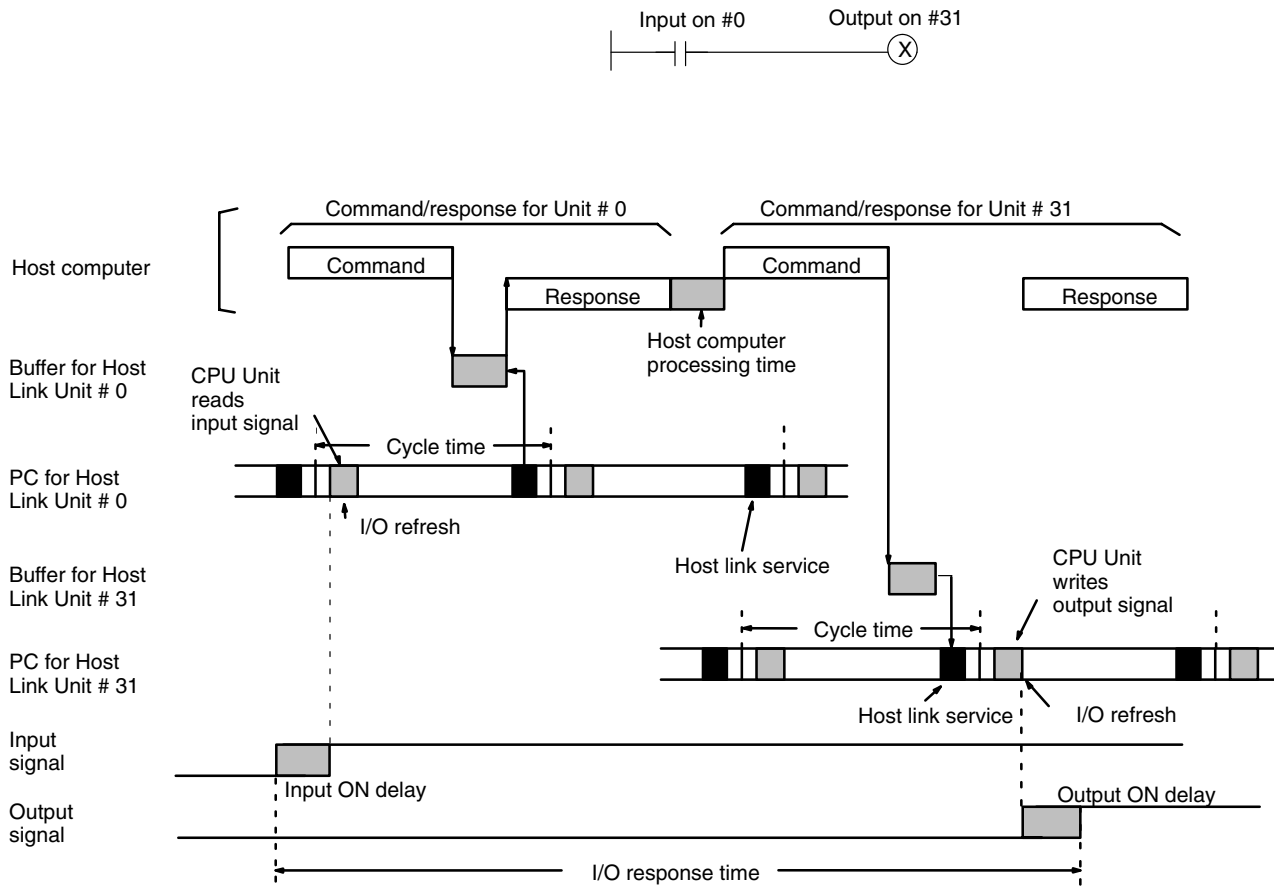 Input on #0
Output on #31
X
Command/response for Unit # 0
Command/response for Unit # 31
Host computer
Command
Command
Response
Response
Host computer
processing time
Buffer for Host
Link Unit # 0
CPU Unit
reads
input signal
Cycle time
PC for Host
Link Unit # 0
I/O refresh
Host link service
Buffer for Host
Link Unit # 31
CPU Unit
writes
output signal
Cycle time
PC for Host
Link Unit # 31
Host link service
I/O refresh
Input
signal
Input ON delay
Output
signal
Output ON delay
I/O response time